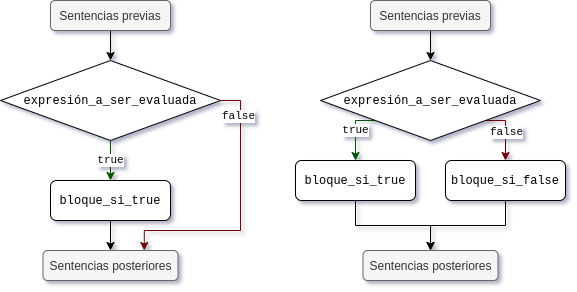 Sentencias previas
expresión_a_ser_evaluada
false
true
bloque_si_true
Sentencias posteriores
Sentencias previas
expresión_a_ser_evaluada
true
false
bloque_si_true
bloque_si_false
Sentencias posteriores